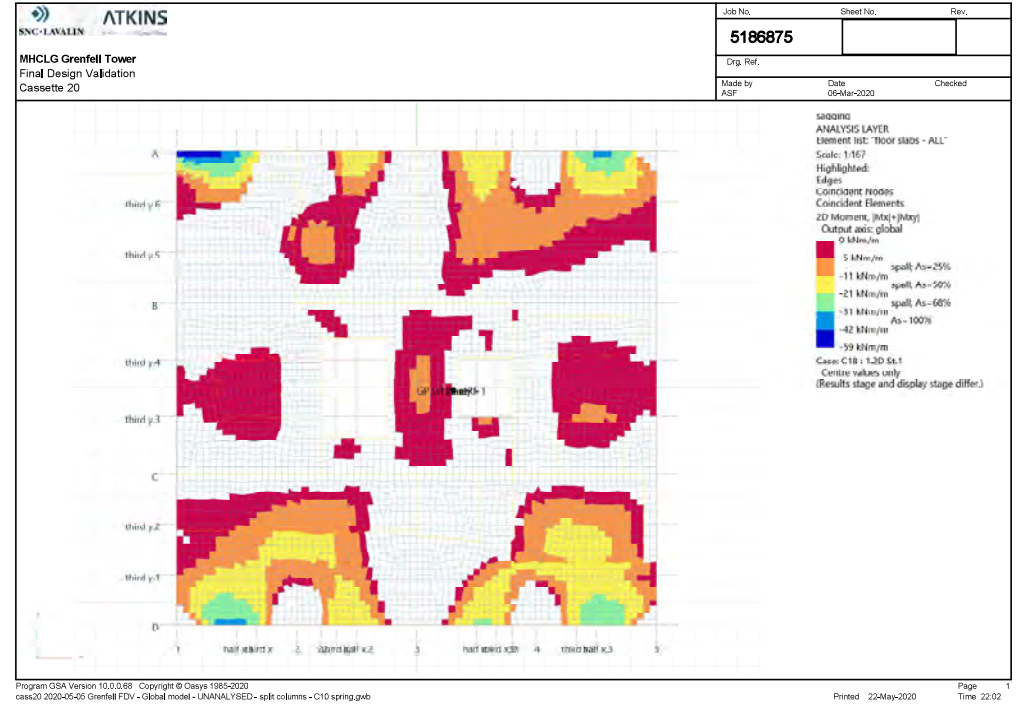 SNC•LAVALIN ATKINS
MHCLG Grenfell Tower
Final Design Validation
Cassette 20
Job No. Sheet No. Rev.
5186875
Drg. Ref.
Made by Date Checked
ASF 06-Mar-2020
sagging
ANALYSIS LAYER
Element list: "floor slabs - ALL"
Scale: 1:167
Highlighted:
Edges
Coincident Nodes
Coincident Elements
2D Moment, |Mx|+|Mxy|
Output axis: global
0 kNm/m
5 kNm/m
spall; As=25%
-11 kNm/m
spall; As=50%
-21 kNm/m
spall; As=68%
-31 kNm/m
As=100%
-42 kNm/m
-59 kNm/m
Case: C18 : 1.2D St.1
Centre values only
(Results stage and display stage differ.)
A
third y.6
third y.5
B
third y.4
third y.3
C
third y.2
third y.1
D
1 2 3 4 5
third x.3
Program GSA Version 10.0.0.68 Copyright © Oasys 1985-2020
cass20 2020-05-05 Grenfell FDV - Global model - UNANALYSED - split columns - C10 spring.gwb
Page 1
Printed 22-May-2020 Time 22:02